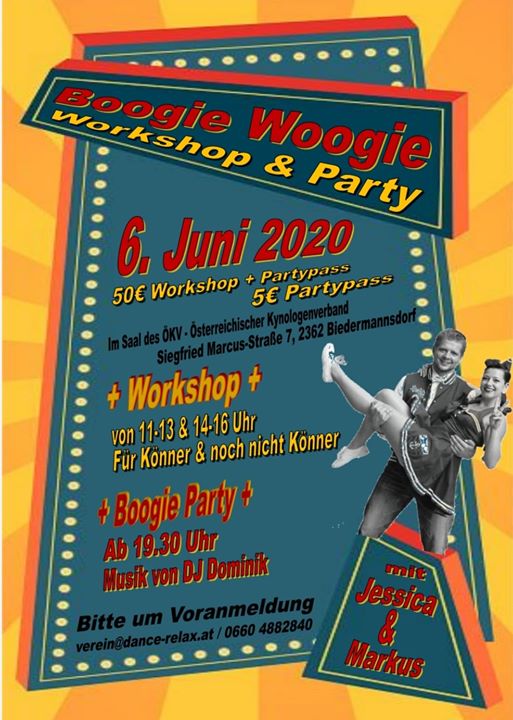 Boogie Woogie
Workshop & Party
6. Juni 2020
50€ Workshop + Partypass
5€ Partypass
Im Saal des ÖKV - Österreichischer Kynologenverband
Siegfried Marcus-Straße 7, 2362 Biedermannsdorf
+ Workshop +
von 11-13 & 14-16 Uhr
Für Könner & noch nicht Könner
+ Boogie Party +
Ab 19.30 Uhr
Musik von DJ Dominik
Bitte um Voranmeldung
verein@dance-relax.at / 0660 4882840
mit
Jessica
&
Markus